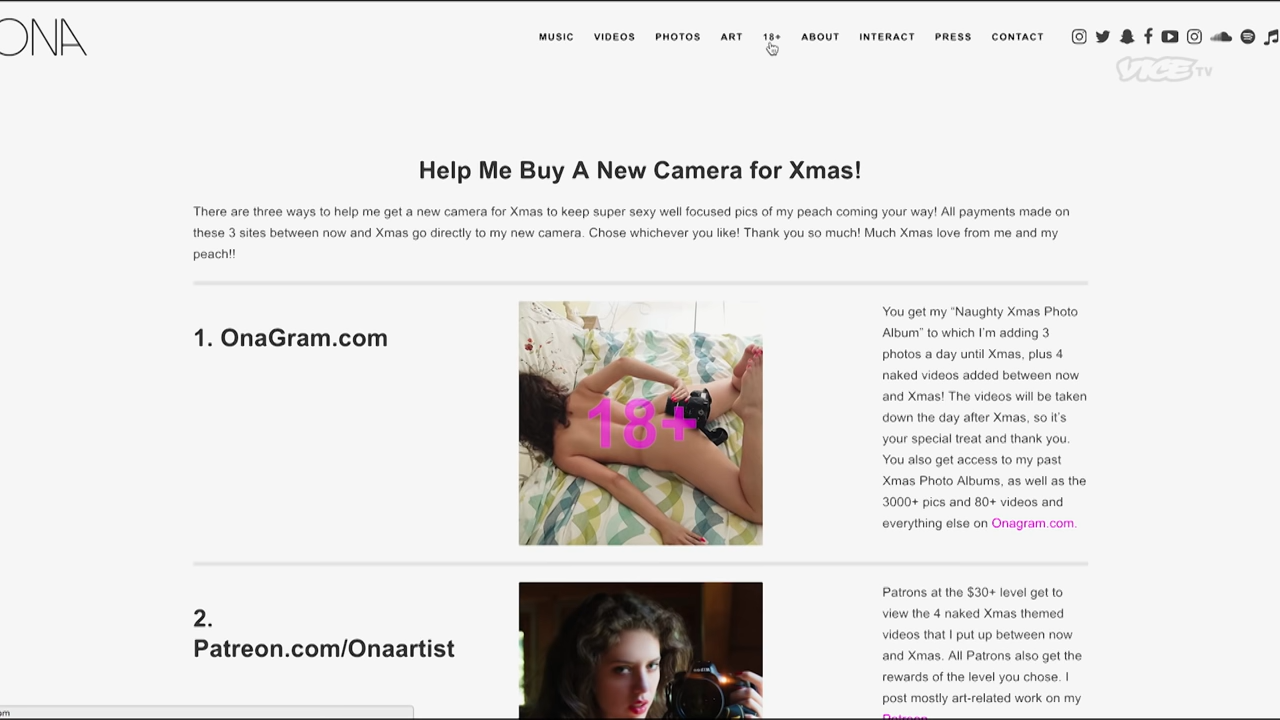 ONA
MUSIC VIDEOS PHOTOS ART 18+ ABOUT INTERACT PRESS CONTACT
VICE TV
Help Me Buy A New Camera for Xmas!
There are three ways to help me get a new camera for Xmas to keep super sexy well focused pics of my peach coming your way! All payments made on
these 3 sites between now and Xmas go directly to my new camera. Chose whichever you like! Thank you so much! Much Xmas love from me and my
peach!!
1. OnaGram.com
18+
You get my “Naughty Xmas Photo
Album” to which I’m adding 3
photos a day until Xmas, plus 4
naked videos added between now
and Xmas! The videos will be taken
down the day after Xmas, so it’s
your special treat and thank you.
You also get access to my past
Xmas Photo Albums, as well as the
3000+ pics and 80+ videos and
everything else on Onagram.com.
2.
Patreon.com/Onaartist
Patrons at the $30+ level get to
view the 4 naked Xmas themed
videos that I put up between now
and Xmas. All Patrons also get the
rewards of the level you chose. I
post mostly art-related work on my
Patreon